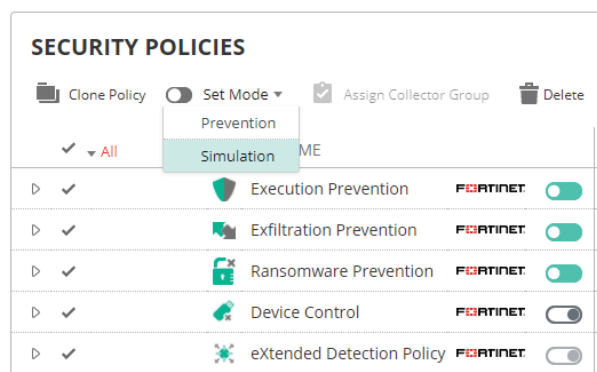 SECURITY POLICIES
Clone Policy Set Mode Assign Collector Group Delete
Prevention
All Simulation ME
Execution Prevention FORTINET
Exfiltration Prevention FORTINET
Ransomware Prevention FORTINET
Device Control FORTINET
eXtended Detection Policy FORTINET